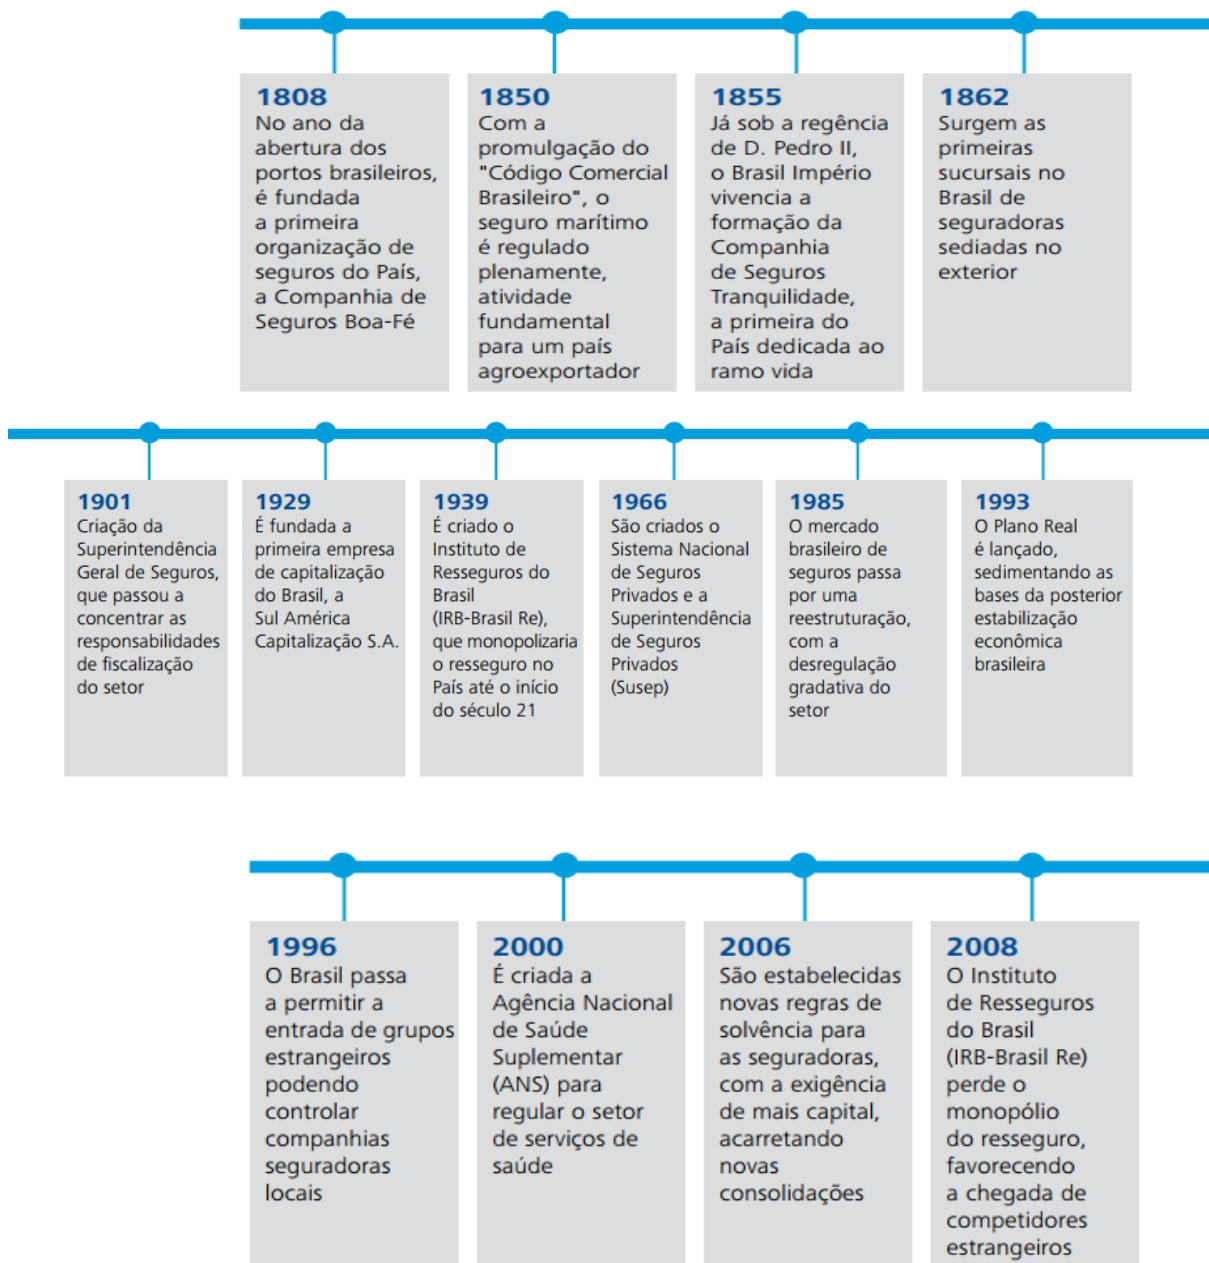 1808
No ano da
abertura dos
portos brasileiros,
é fundada
a primeira
organização de
seguros do País,
a Companhia de
Seguros Boa-Fé
1850
Com a
promulgação do
"Código Comercial
Brasileiro", o
seguro marítimo
é regulado
plenamente,
atividade
fundamental
para um país
agroexportador
1855
Já sob a regência
de D. Pedro II,
o Brasil Império
vivencia a
formação da
Companhia
de Seguros
Tranquilidade,
a primeira do
País dedicada ao
ramo vida
1862
Surgem as
primeiras
sucursais no
Brasil de
seguradoras
sediadas no
exterior
1901
Criação da
Superintendência
Geral de Seguros,
que passou a
concentrar as
responsabilidades
de fiscalização
do setor
1929
É fundada a
primeira empresa
de capitalização
do Brasil, a
Sul América
Capitalização S.A.
1939
É criado o
Instituto de
Resseguros do
Brasil
(IRB-Brasil Re),
que monopolizaria
o resseguro no
País até o início
do século 21
1966
São criados o
Sistema Nacional
de Seguros
Privados e a
Superintendência
de Seguros
Privados
(Susep)
1985
O mercado
brasileiro de
seguros passa
por uma
reestruturação,
com a
desregulação
gradativa do
setor
1993
O Plano Real
é lançado,
sedimentando as
bases da posterior
estabilização
econômica
brasileira
1996
O Brasil passa
a permitir a
entrada de grupos
estrangeiros
podendo
controlar
companhias
seguradoras
locais
2000
É criada a
Agência Nacional
de Saúde
Suplementar
(ANS) para
regular o setor
de serviços de
saúde
2006
São estabelecidas
novas regras de
solvência para
as seguradoras,
com a exigência
de mais capital,
acarretando
novas
consolidações
2008
O Instituto
de Resseguros
do Brasil
(IRB-Brasil Re)
perde o
monopólio
do resseguro,
favorecendo
a chegada de
competidores
estrangeiros